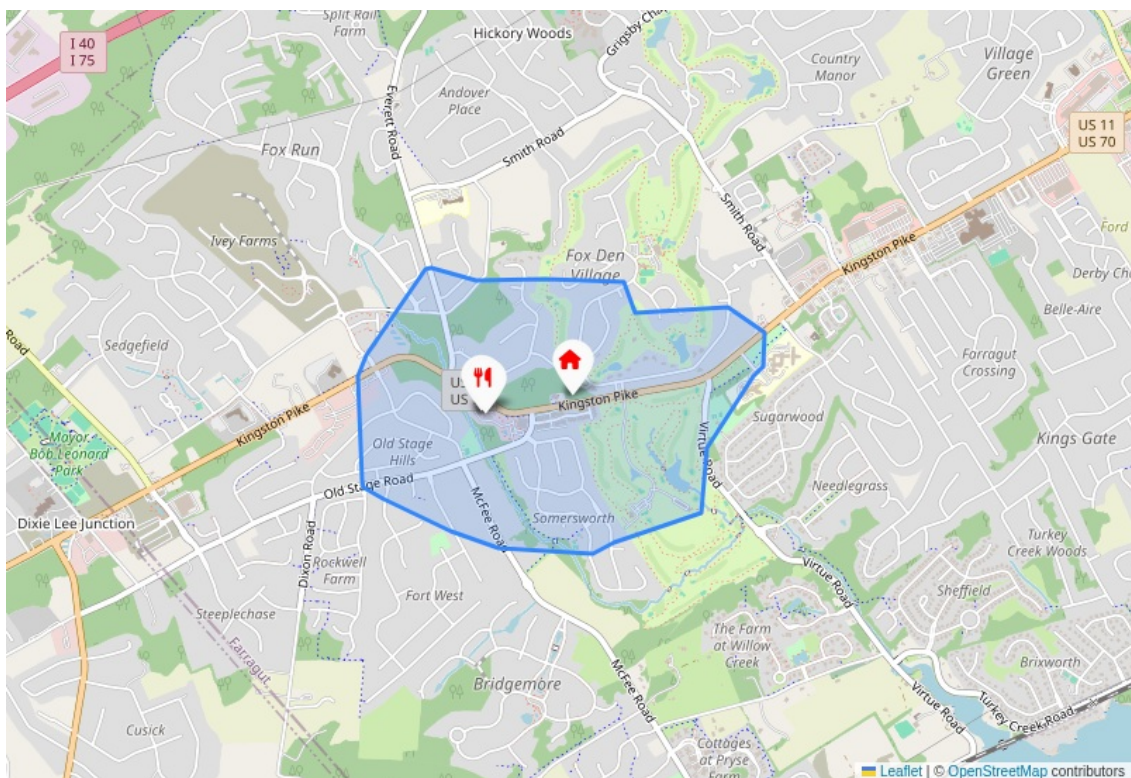 Split Rail
Farm
Hickory Woods
Grigsby Chap
I 40
I 75
Country
Manor
Village
Green
Andover
Place
Everett Road
US 11
US 70
Smith Road
Fox Run
Smith Road
Ford
Ivey Farms
Fox Den
Village
Kingston Pike
Derby Cha
Belle-Aire
Road
Sedgefield
Farragut
Crossing
US
US
Kingston Pike
Kingston Pike
Sugarwood
Mayor
Bob Leonard
Park
Old Stage
Hills
Virtue Road
Kings Gate
Old Stage Road
Needlegrass
Dixie Lee Junction
McFee Road
Somersworth
Turkey
Creek Woods
Dixon Road
Rockwell
Farm
Virtue Road
Sheffield
Steeplechase
Fort West
Farragut
The Farm
at Willow
Creek
Brixworth
McFee Road
Bridgemore
Virtue Road
Turkey Creek Road
Cusick
Cottages
at Pryse
Farm
Leaflet | © OpenStreetMap contributors